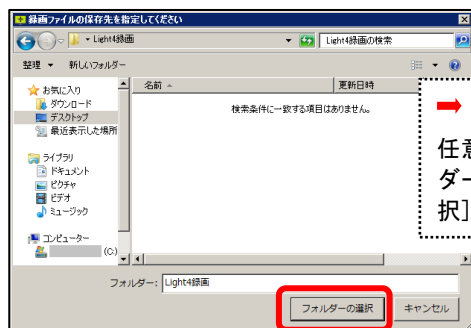 録画ファイルの保存先を指定してください
Light4録画
Light4録画の検索
整理 新しいフォルダー
名前 更新日時
検索条件に一致する項目はありません。
お気に入り
ダウンロード
デスクトップ
最近表示した場所
ライブラリ
ドキュメント
ピクチャ
ビデオ
ミュージック
コンピューター
(C:)
任意
ダー
択]
フォルダー: Light4録画
フォルダーの選択 キャンセル